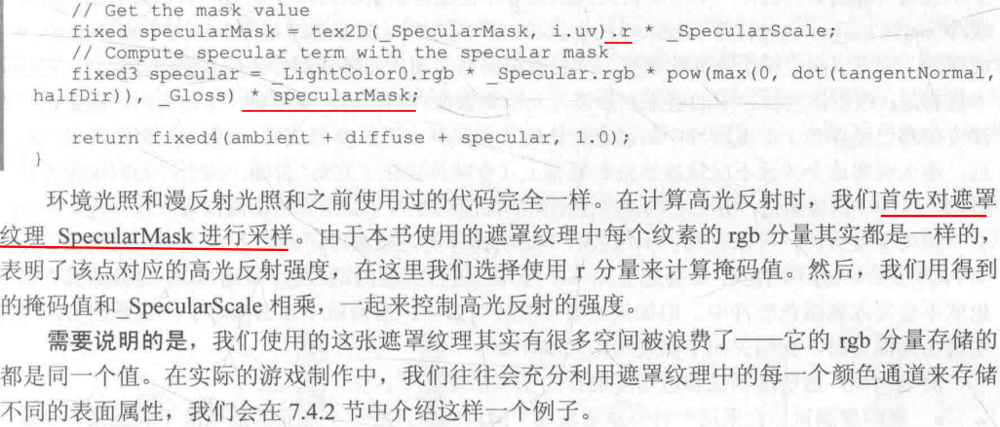 // Get the mask value
fixed specularMask = tex2D(_SpecularMask, i.uv).r * _SpecularScale;
// Compute specular term with the specular mask
fixed3 specular = _LightColor0.rgb * _Specular.rgb * pow(max(0, dot(tangentNormal,
halfDir)), _Gloss) * specularMask;
return fixed4(ambient + diffuse + specular, 1.0);
}
环境光照和漫反射光照和之前使用过的代码完全一样。在计算高光反射时，我们首先对遮罩
纹理_SpecularMask 进行采样。由于本书使用的遮罩纹理中每个纹素的 rgb 分量其实都是一样的，
表明了该点对应的高光反射强度，在这里我们选择使用 r 分量来计算掩码值。然后，我们用得到
的掩码值和_SpecularScale 相乘，一起来控制高光反射的强度。
需要说明的是，我们使用的这张遮罩纹理其实有很多空间被浪费了——它的 rgb 分量存储的
都是同一个值。在实际的游戏制作中，我们往往会充分利用遮罩纹理中的每一个颜色通道来存储
不同的表面属性，我们会在 7.4.2 节中介绍这样一个例子。